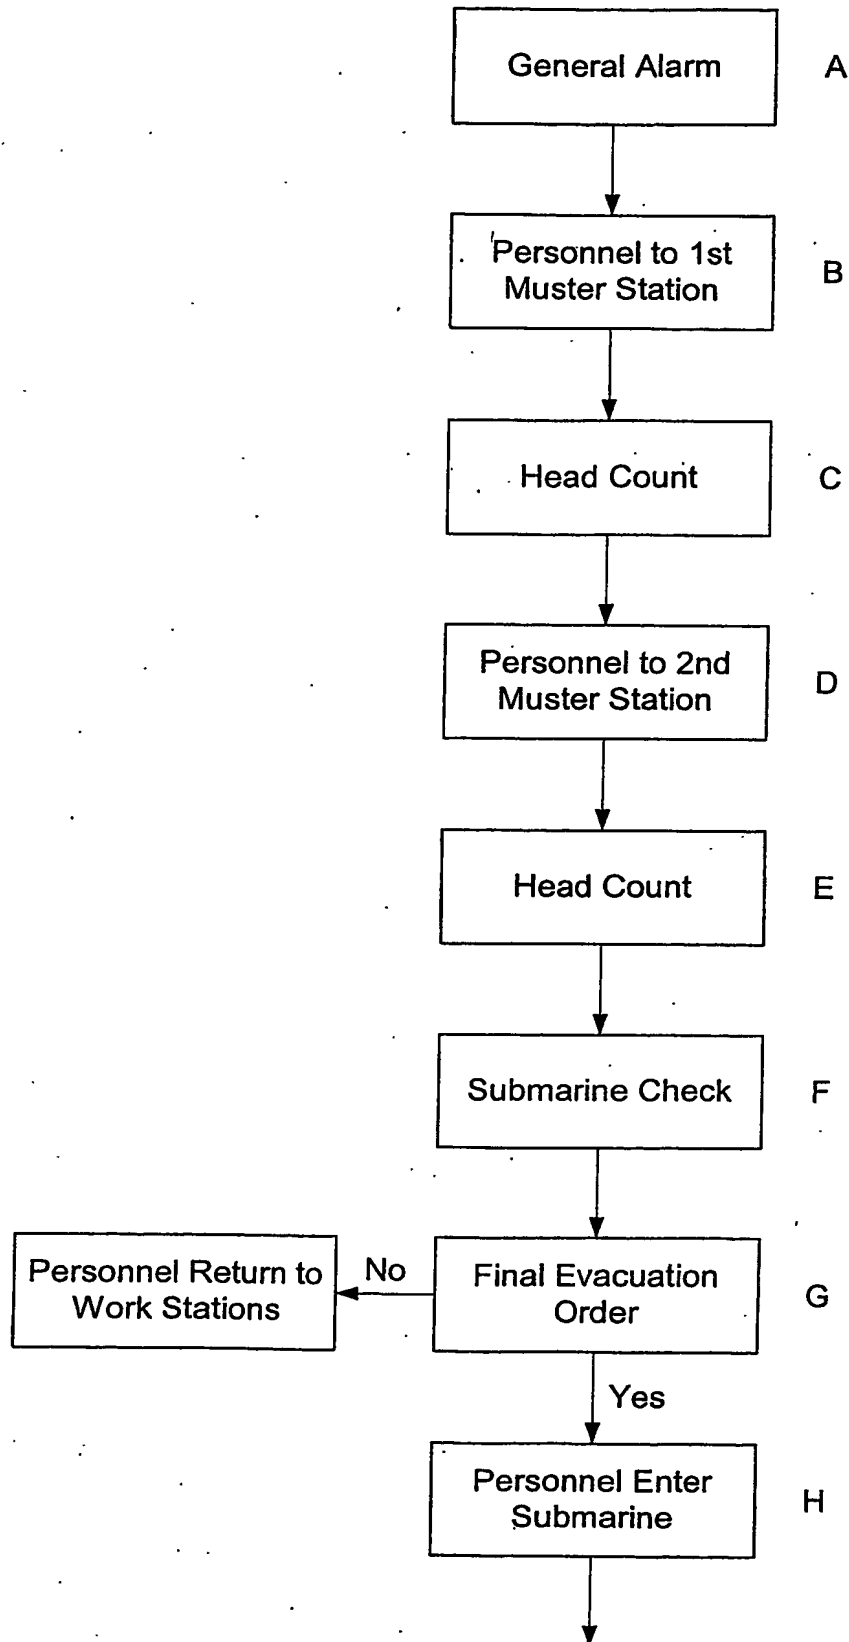 General Alarm
A
Personnel to 1st
Muster Station
B
Head Count
C
Personnel to 2nd
Muster Station
D
Head Count
E
Submarine Check
F
Personnel Return to
Work Stations
No
Final Evacuation
Order
G
Yes
Personnel Enter
Submarine
H